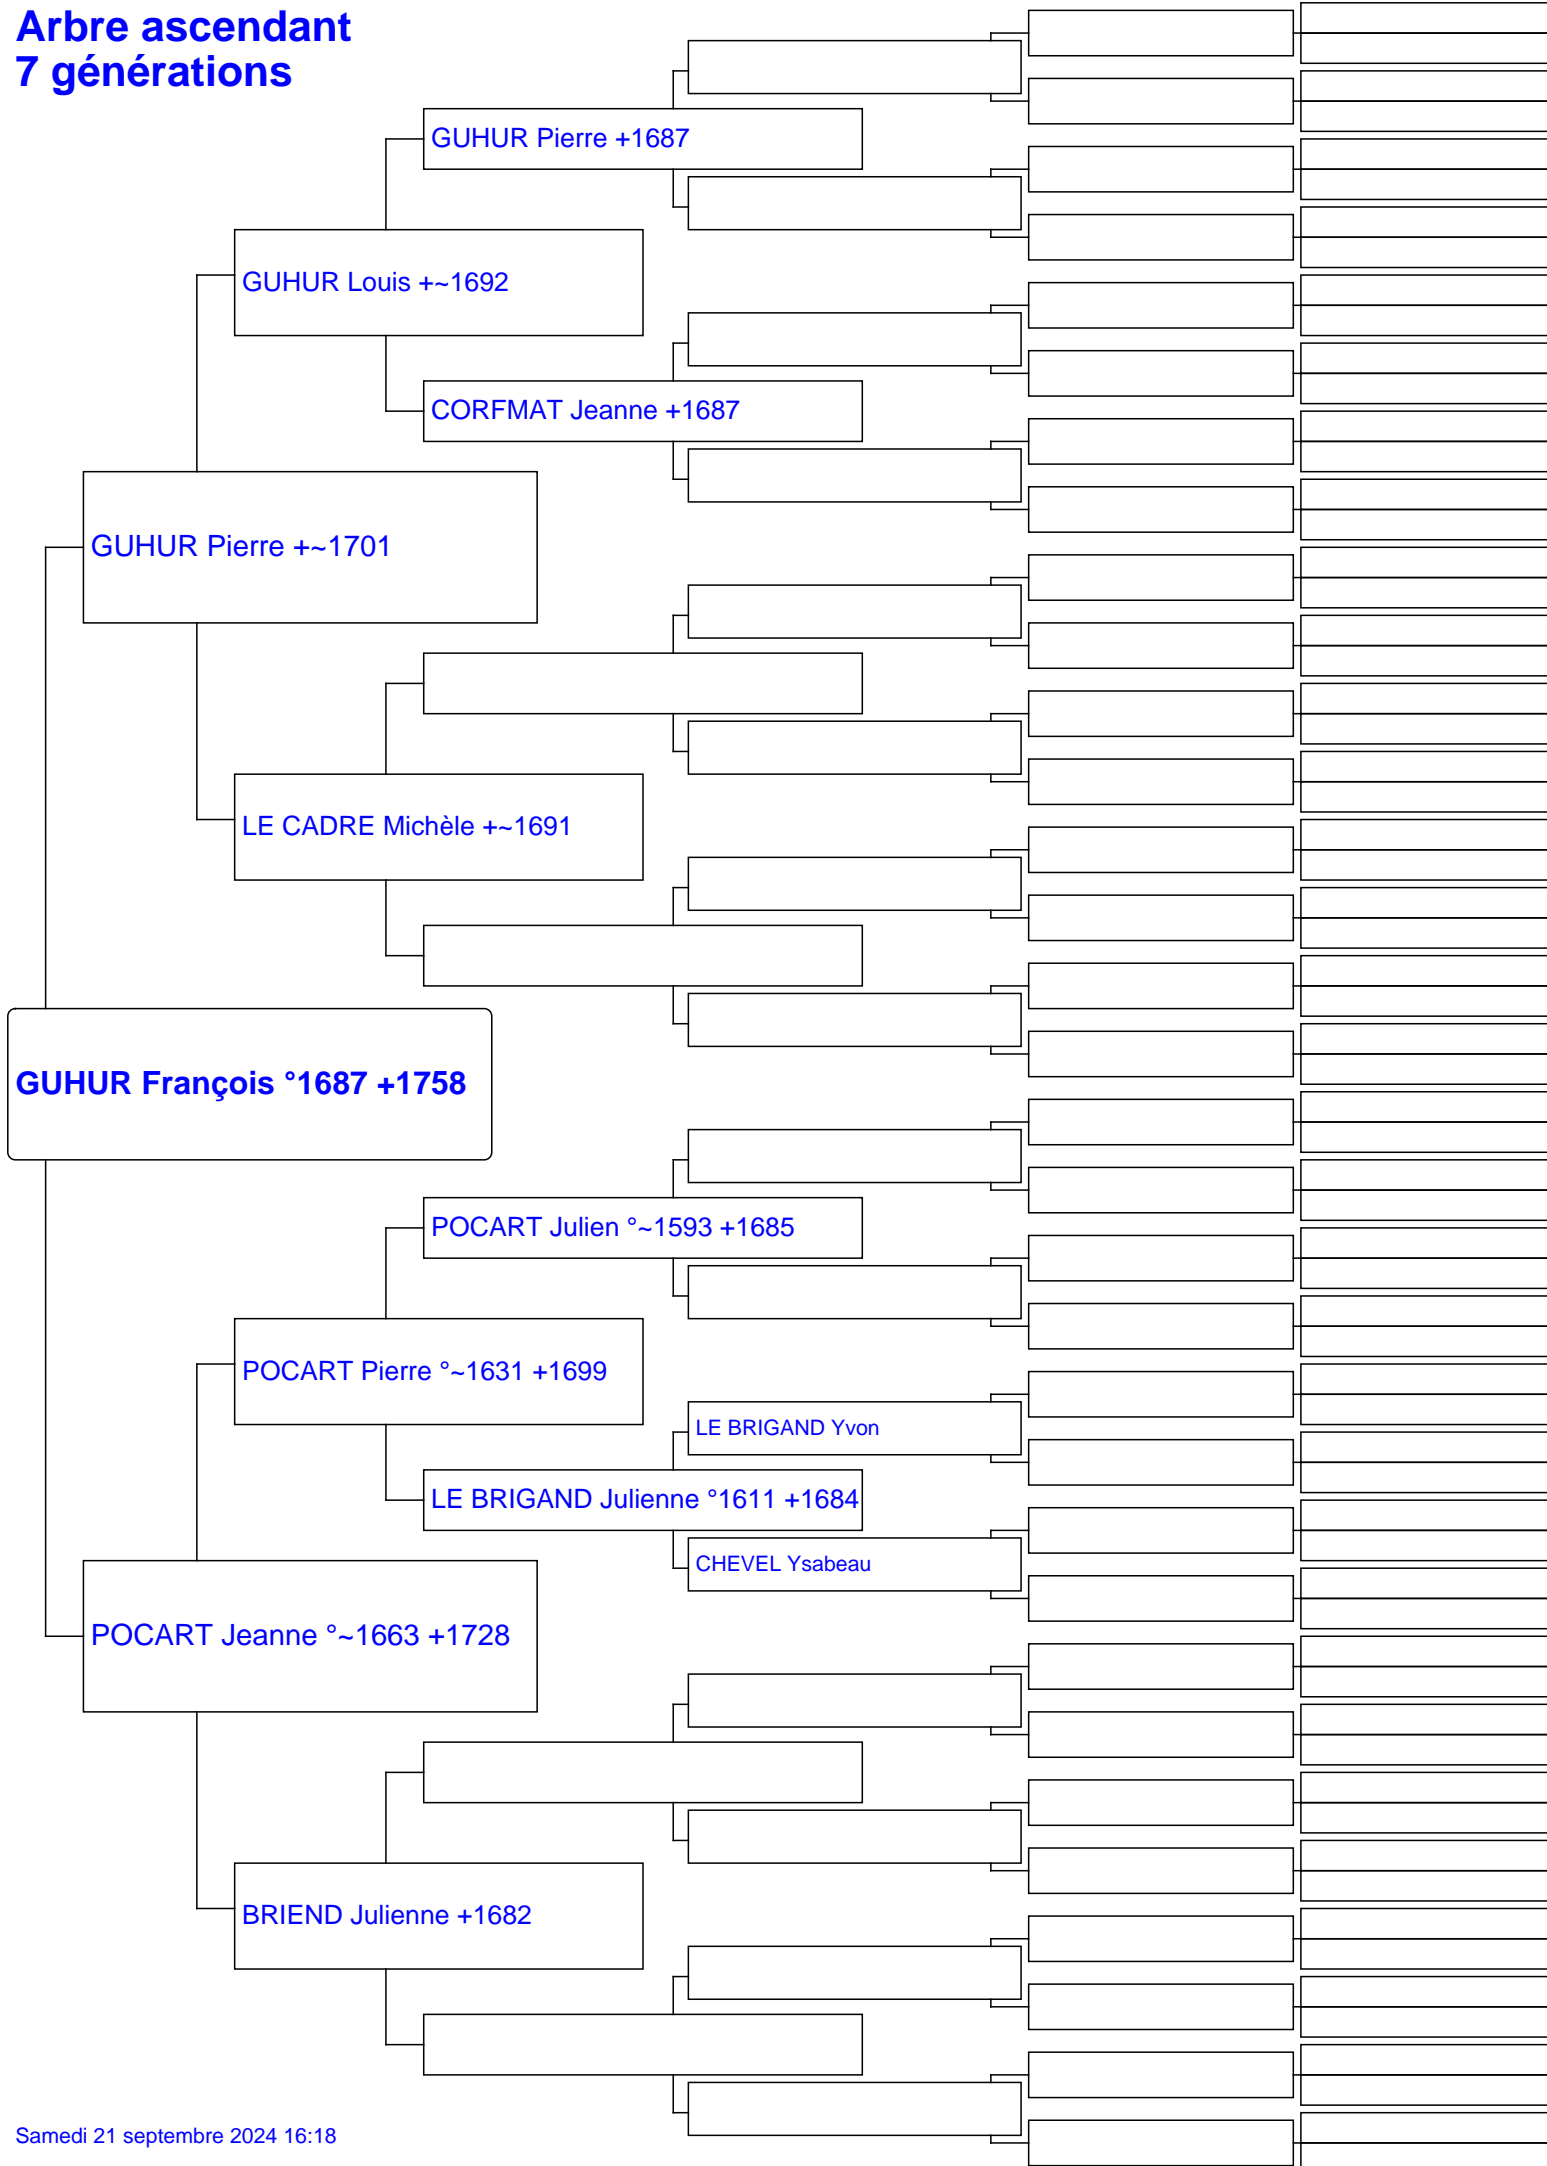 Arbre ascendant
7 générations
GUHUR Pierre +1687
GUHUR Louis +~1692
CORFMAT Jeanne +1687
GUHUR Pierre +~1701
LE CADRE Michèle +~1691
GUHUR François °1687 +1758
POCART Julien °~1593 +1685
POCART Pierre °~1631 +1699
LE BRIGAND Yvon
LE BRIGAND Julienne °1611 +1684
CHEVEL Ysabeau
POCART Jeanne °~1663 +1728
BRIEND Julienne +1682
Samedi 21 septembre 2024 16:18